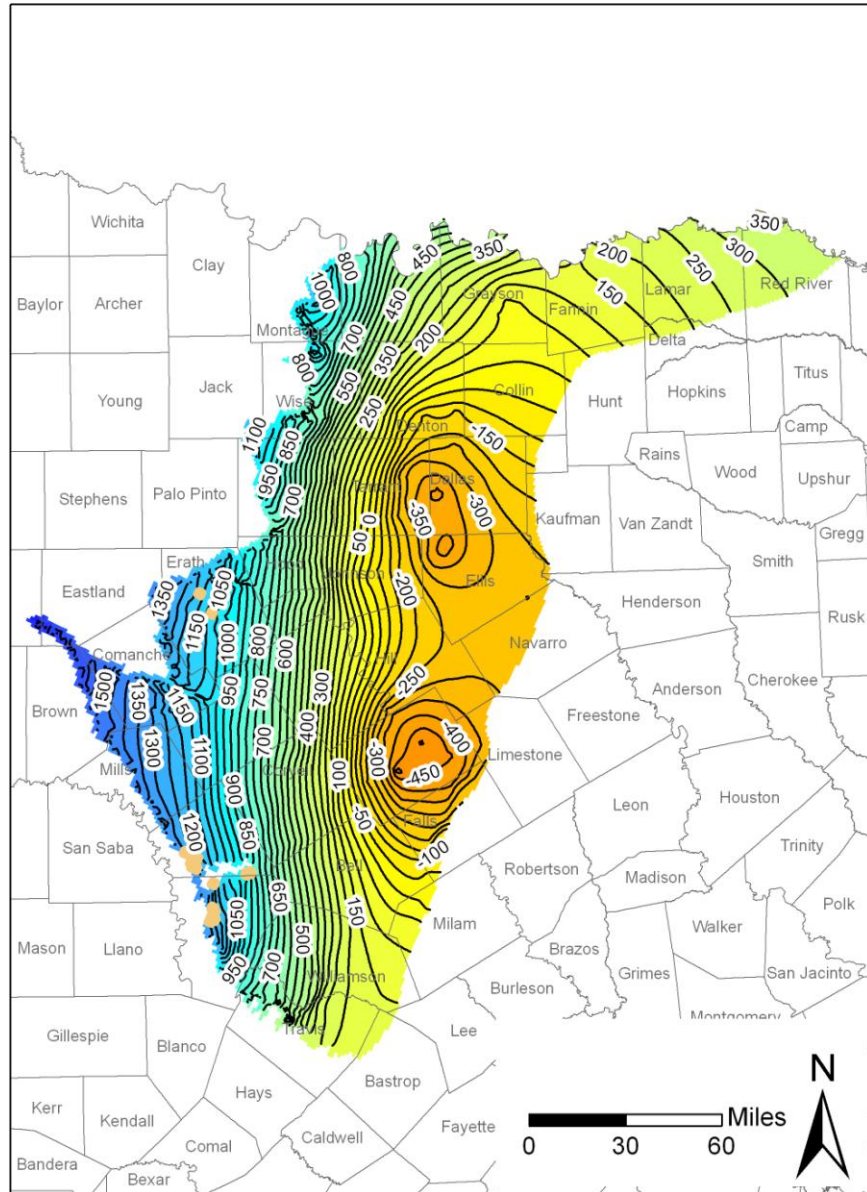 350
200
300
250
150
450
350
800
1000
450
Wichita
Clay
Grayson
Lamar
Red River
Fannin
Baylor
Archer
Montague
700
350
200
Delta
800
550
250
Young
Jack
Wise
Collin
Hunt
Hopkins
Titus
Camp
1100
850
950
700
Denton
-150
Rains
Wood
Upshur
Stephens
Palo Pinto
Tarrant
Dallas
-300
-350
Kaufman
Van Zandt
Gregg
50
0
Smith
Erath
Hood
Johnson
Ellis
Eastland
1350
1050
1150
1000
800
600
-200
Henderson
Rusk
Comanche
Navarro
Hill
1500
1350
1150
950
750
300
-250
Anderson
Cherokee
Brown
1300
1100
700
400
Freestone
Mills
900
Coryell
100
-300
-400
-450
Limestone
Leon
Houston
San Saba
1200
850
-50
Falls
-100
Trinity
Bell
Robertson
Madison
Polk
1050
650
150
Milam
Walker
Mason
Llano
950
700
500
Brazos
Grimes
San Jacinto
Williamson
Burleson
Montgomery
Gillespie
Blanco
Travis
Lee
Bastrop
Hays
Kerr
Kendall
Comal
Caldwell
Fayette
Bandera
Bexar
N
Miles
0 30 60